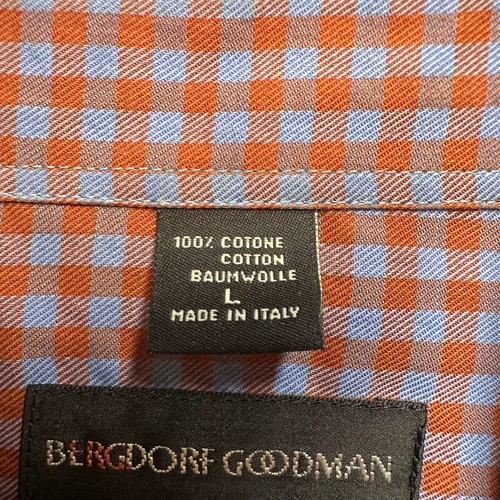 100% COTONE
COTTON
BAUMWOLLE
L
MADE IN ITALY
BERGDORF GOODMAN